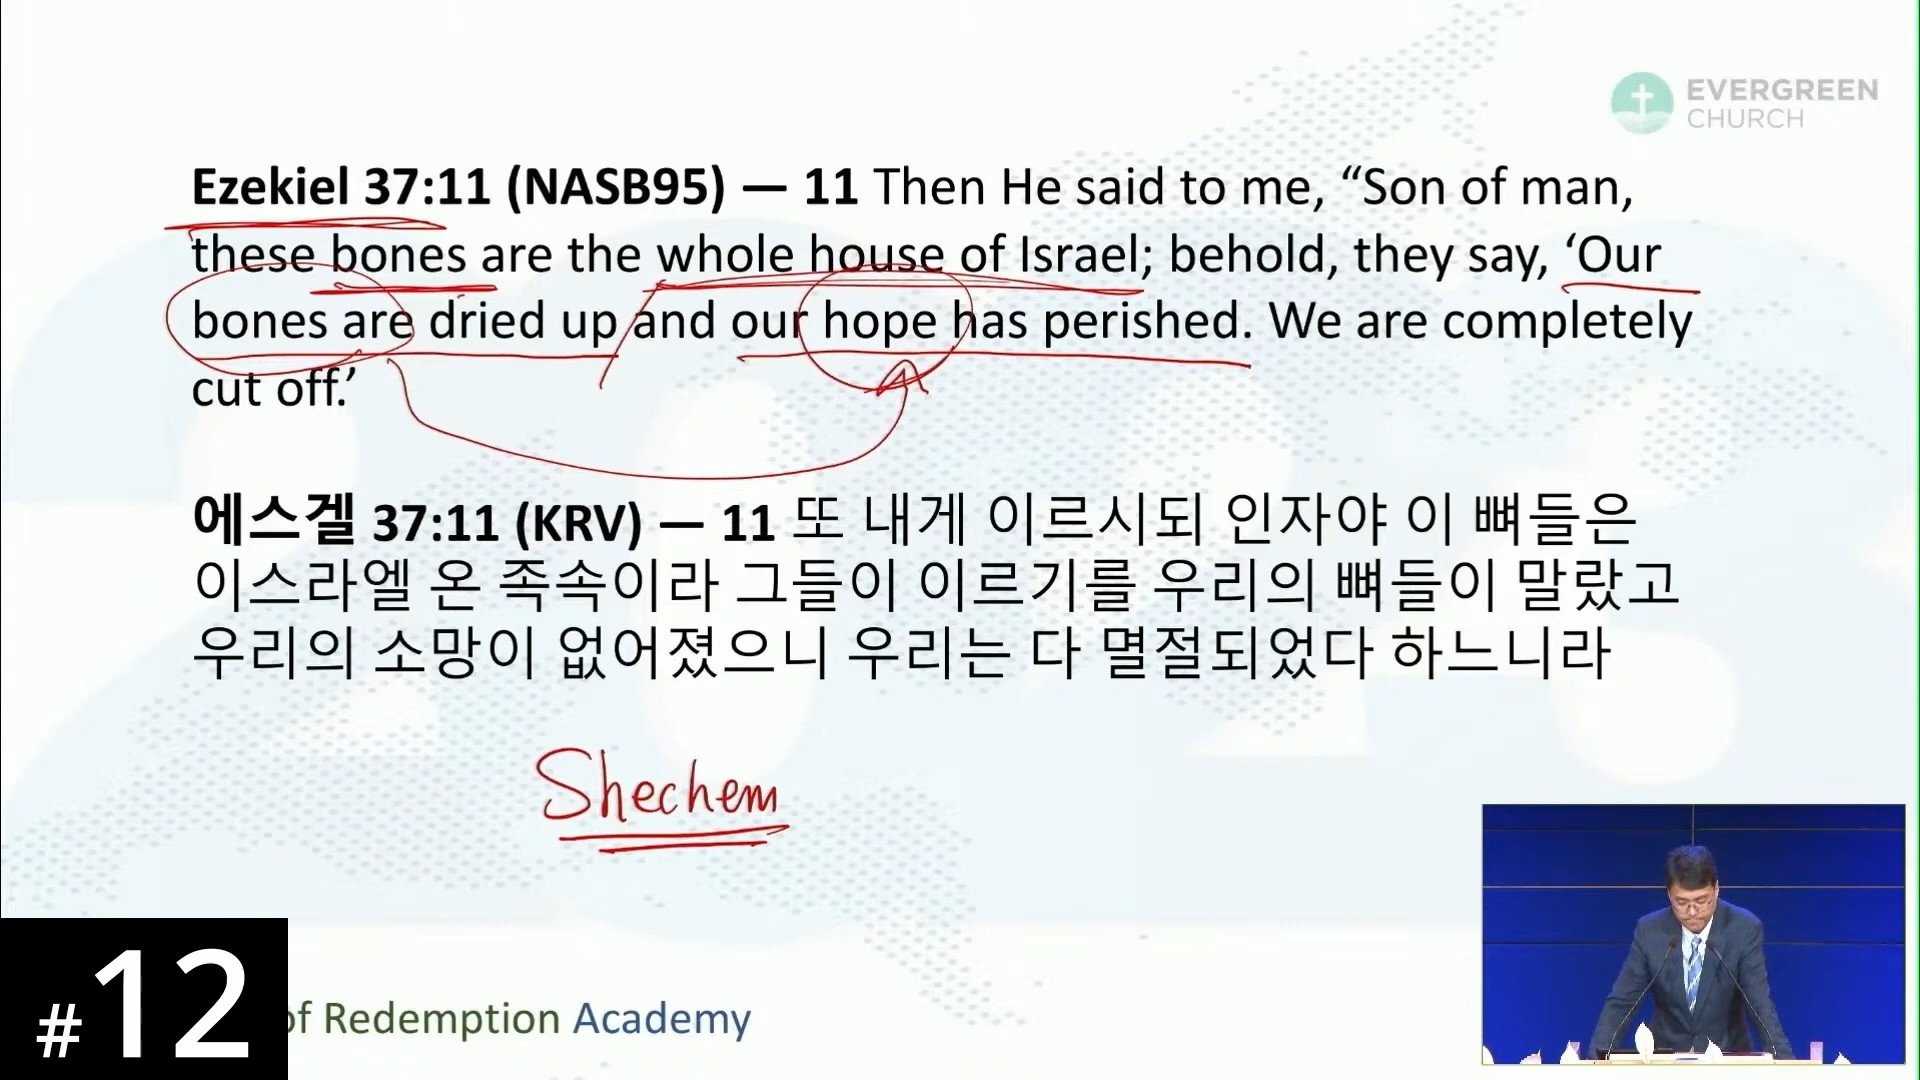 EVERGREEN
CHURCH
Ezekiel 37:11 (NASB95) — 11 Then He said to me, “Son of man,
these bones are the whole house of Israel; behold, they say, ‘Our
bones are dried up and our hope has perished. We are completely
cut off.’
에스겔 37:11 (KRV) — 11 또 내게 이르시되 인자야 이 뼈들은
이스라엘 온 족속이라 그들이 이르기를 우리의 뼈들이 말랐고
우리의 소망이 없어졌으니 우리는 다 멸절되었다 하느니라
Shechem
#12
of Redemption Academy